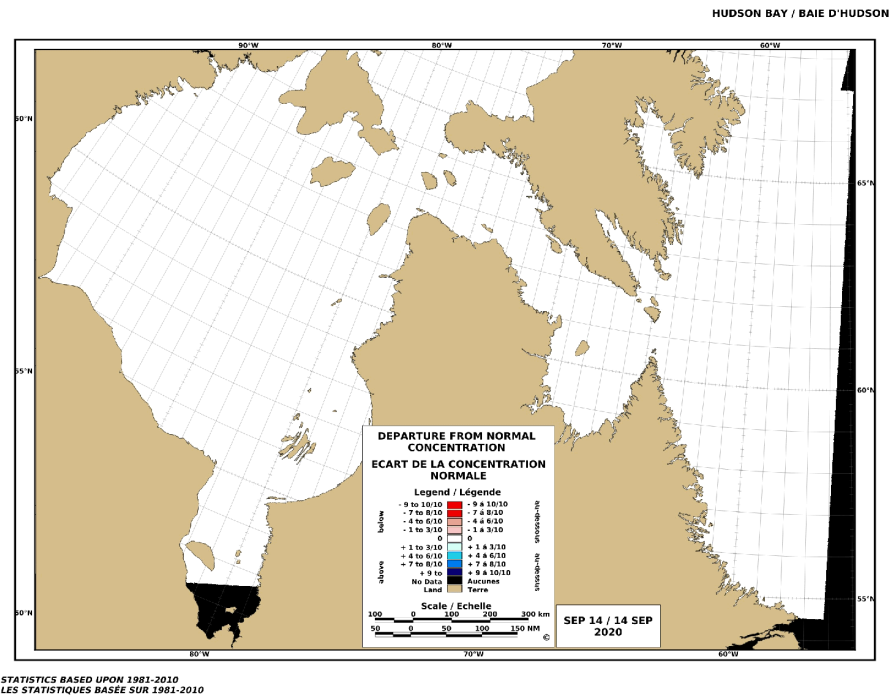 HUDSON BAY / BAIE D'HUDSON
90°W 80°W 70°W 60°W
60°N
65°N
55°N
60°N
50°N
55°N
80°W 70°W 60°W
DEPARTURE FROM NORMAL
CONCENTRATION
ECART DE LA CONCENTRATION
NORMALE
Legend / Légende
below
au-dessous
- 9 to 10/10 - 9 á 10/10
- 7 to 8/10 - 7 á 8/10
- 4 to 6/10 - 4 á 6/10
- 1 to 3/10 - 1 á 3/10
0 0
above
au-dessus
+ 1 to 3/10 + 1 á 3/10
+ 4 to 6/10 + 4 á 6/10
+ 7 to 8/10 + 7 á 8/10
+ 9 to + 9 á 10/10
No Data Aucunes
Land Terre
Scale / Echelle
100 0 100 200 300 km
50 0 50 100 150 NM
©
SEP 14 / 14 SEP
2020
STATISTICS BASED UPON 1981-2010
LES STATISTIQUES BASÉE SUR 1981-2010